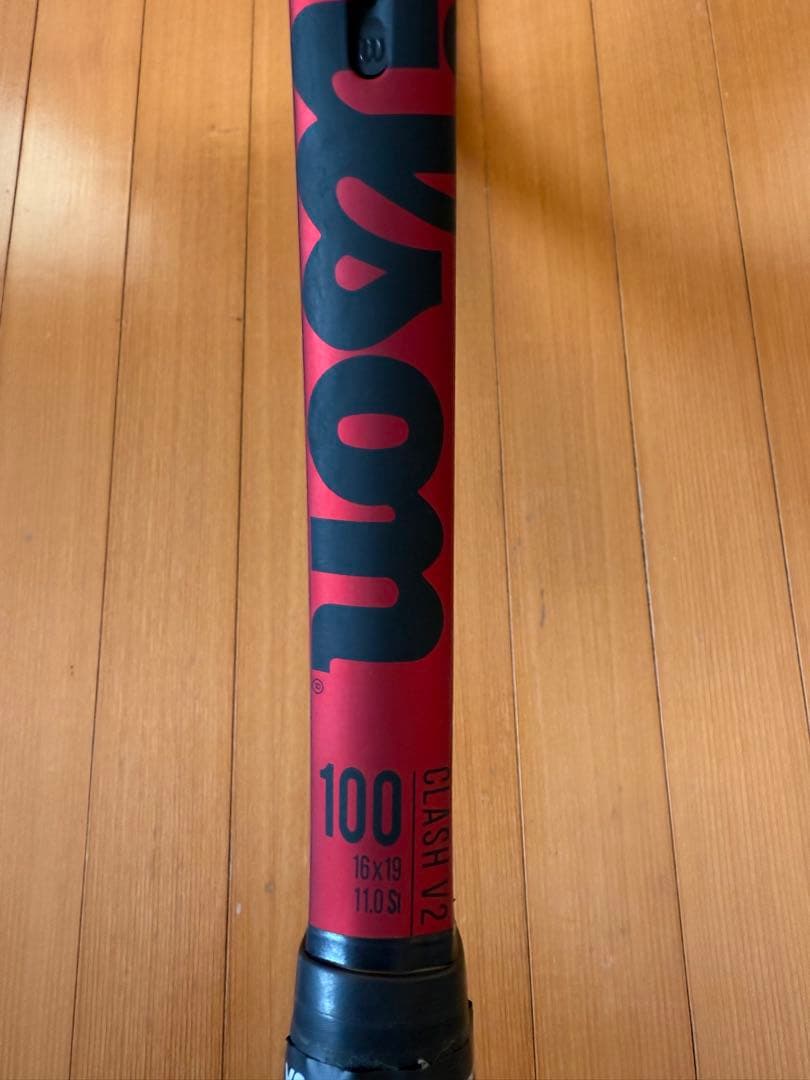 Wilson
®
100
16x19
11.0 Si
CLASH V2